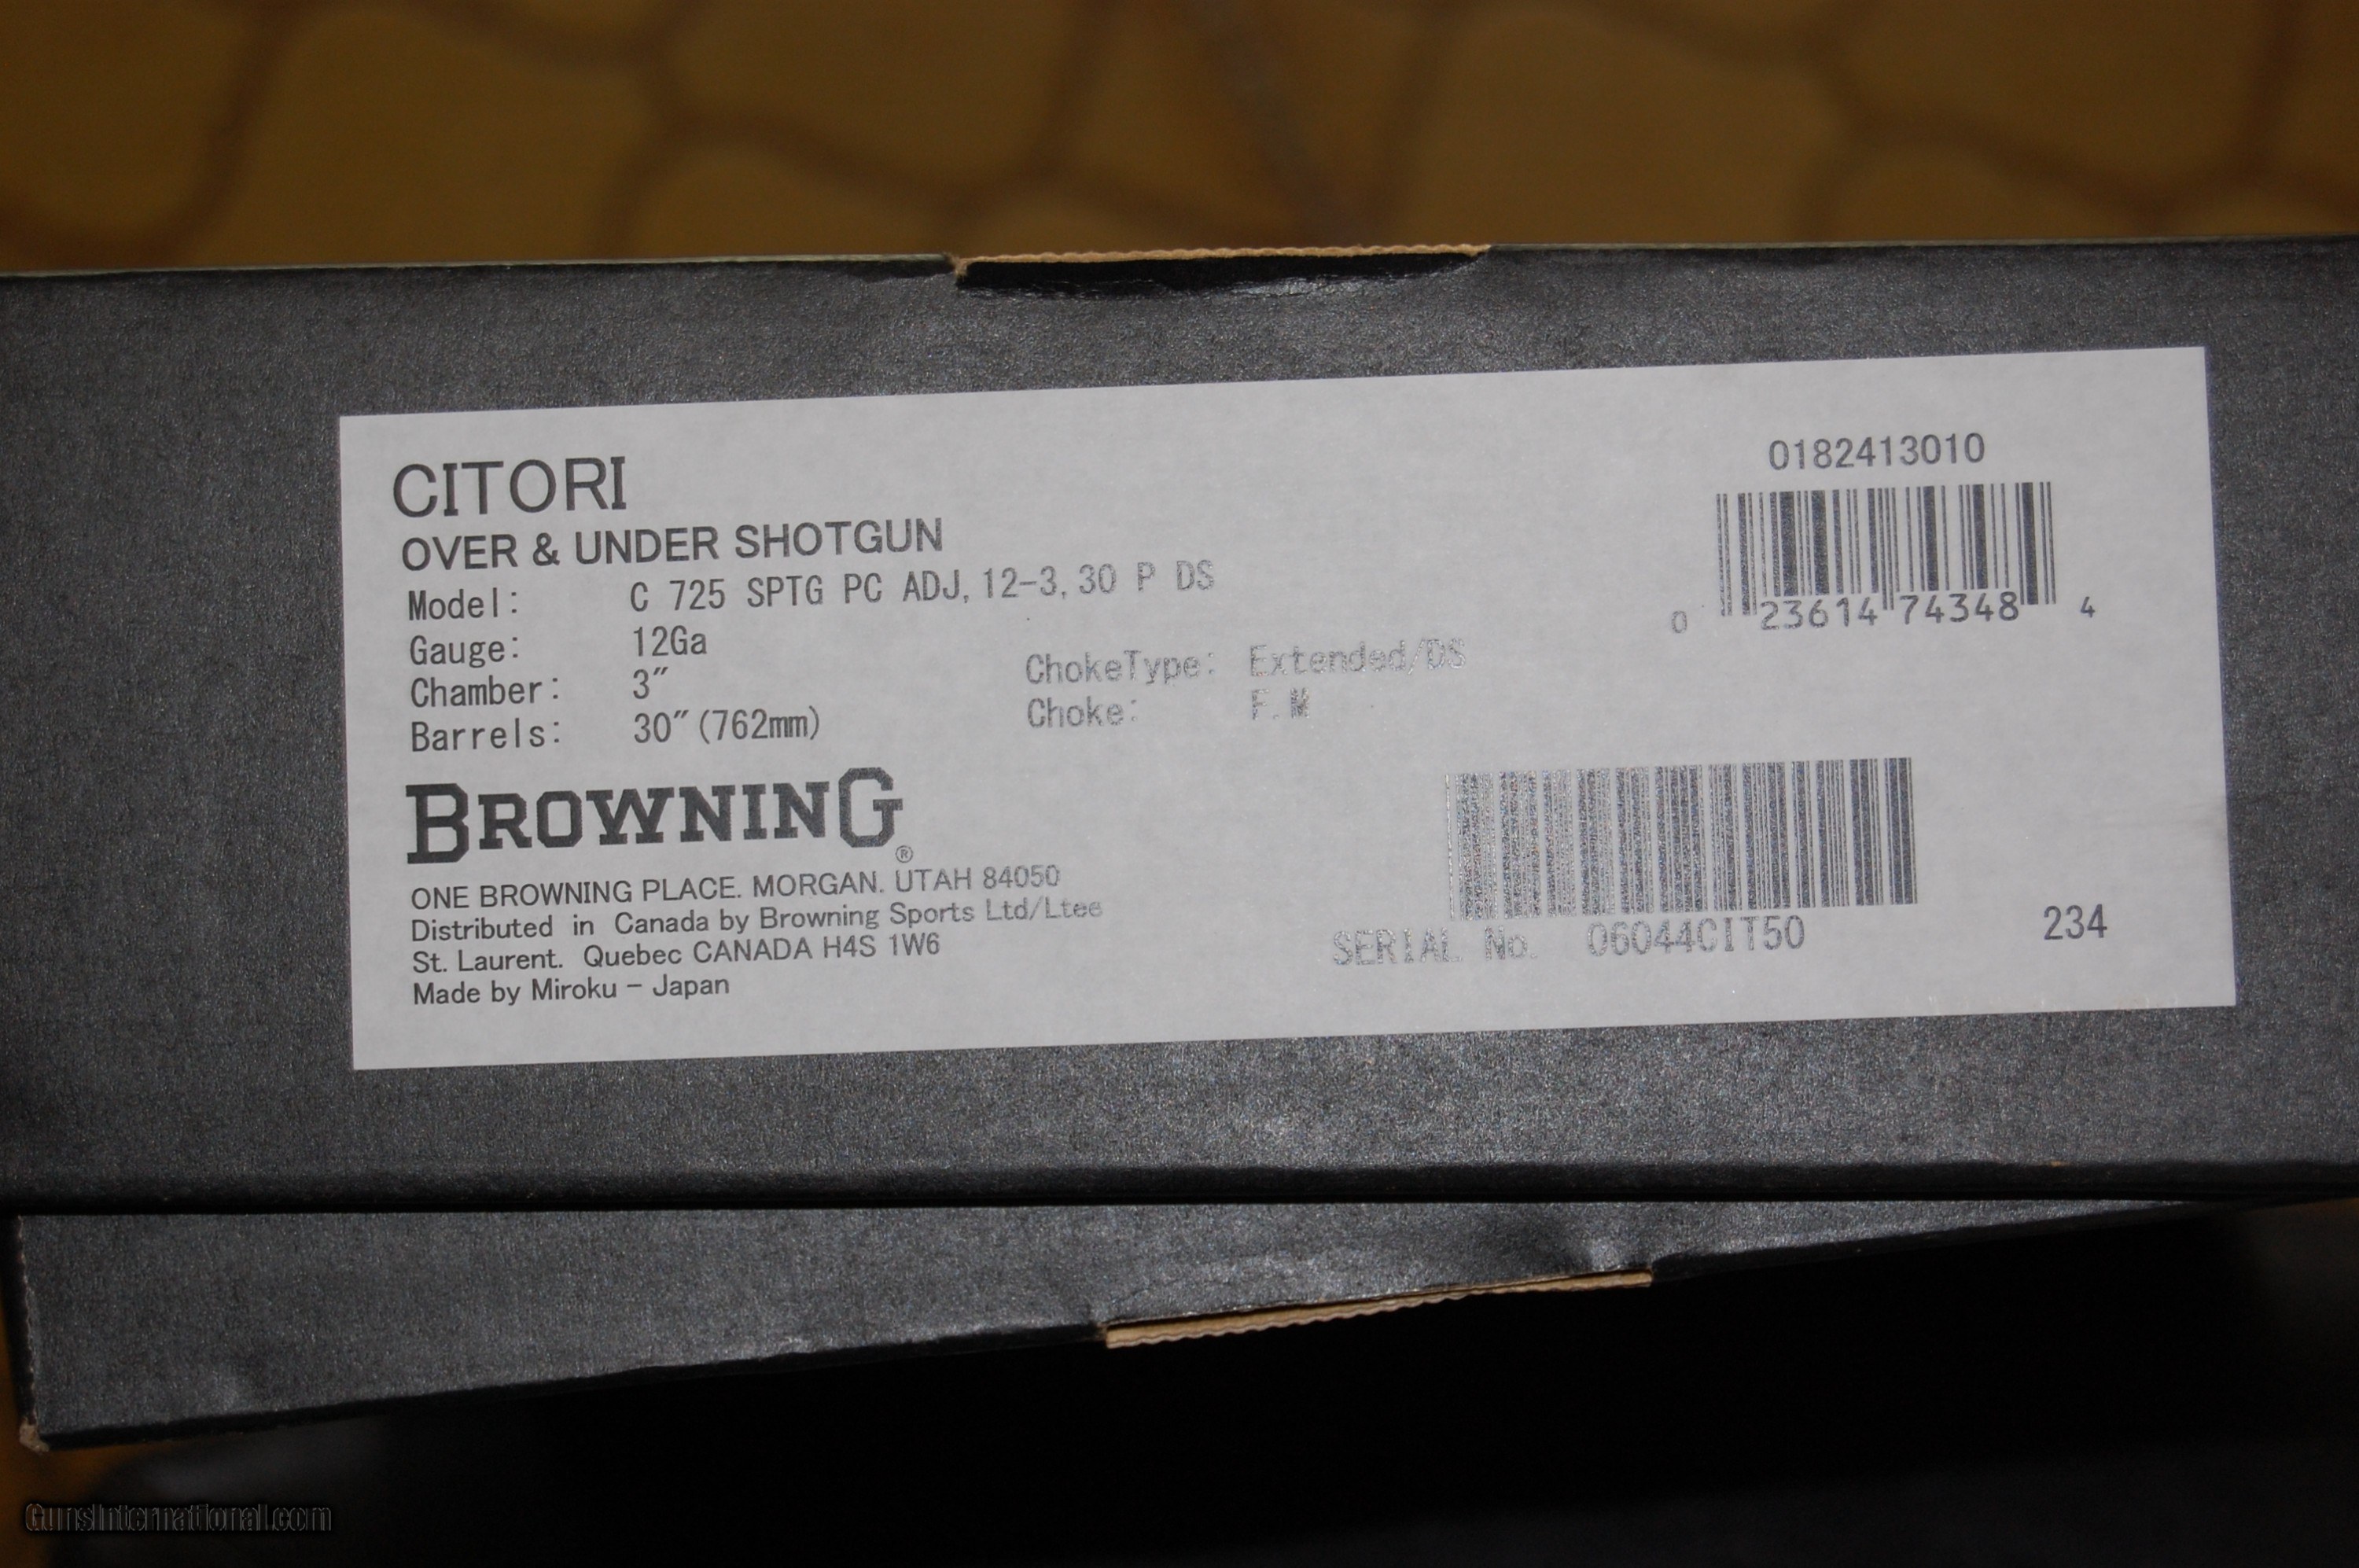 CITORI
OVER & UNDER SHOTGUN
Model: C 725 SPTG PC ADJ, 12-3, 30 P DS
Gauge: 12Ga
Chamber: 3"
Barrels: 30" (762mm)
ChokeType: Extended/DS
Choke: F.M
BROWNING®
ONE BROWNING PLACE. MORGAN. UTAH 84050
Distributed in Canada by Browning Sports Ltd/Ltee
St. Laurent. Quebec CANADA H4S 1W6
Made by Miroku - Japan
0182413010
0 23614 74348 4
SERIAL No. 06044CIT50
234
GunsInternational.com